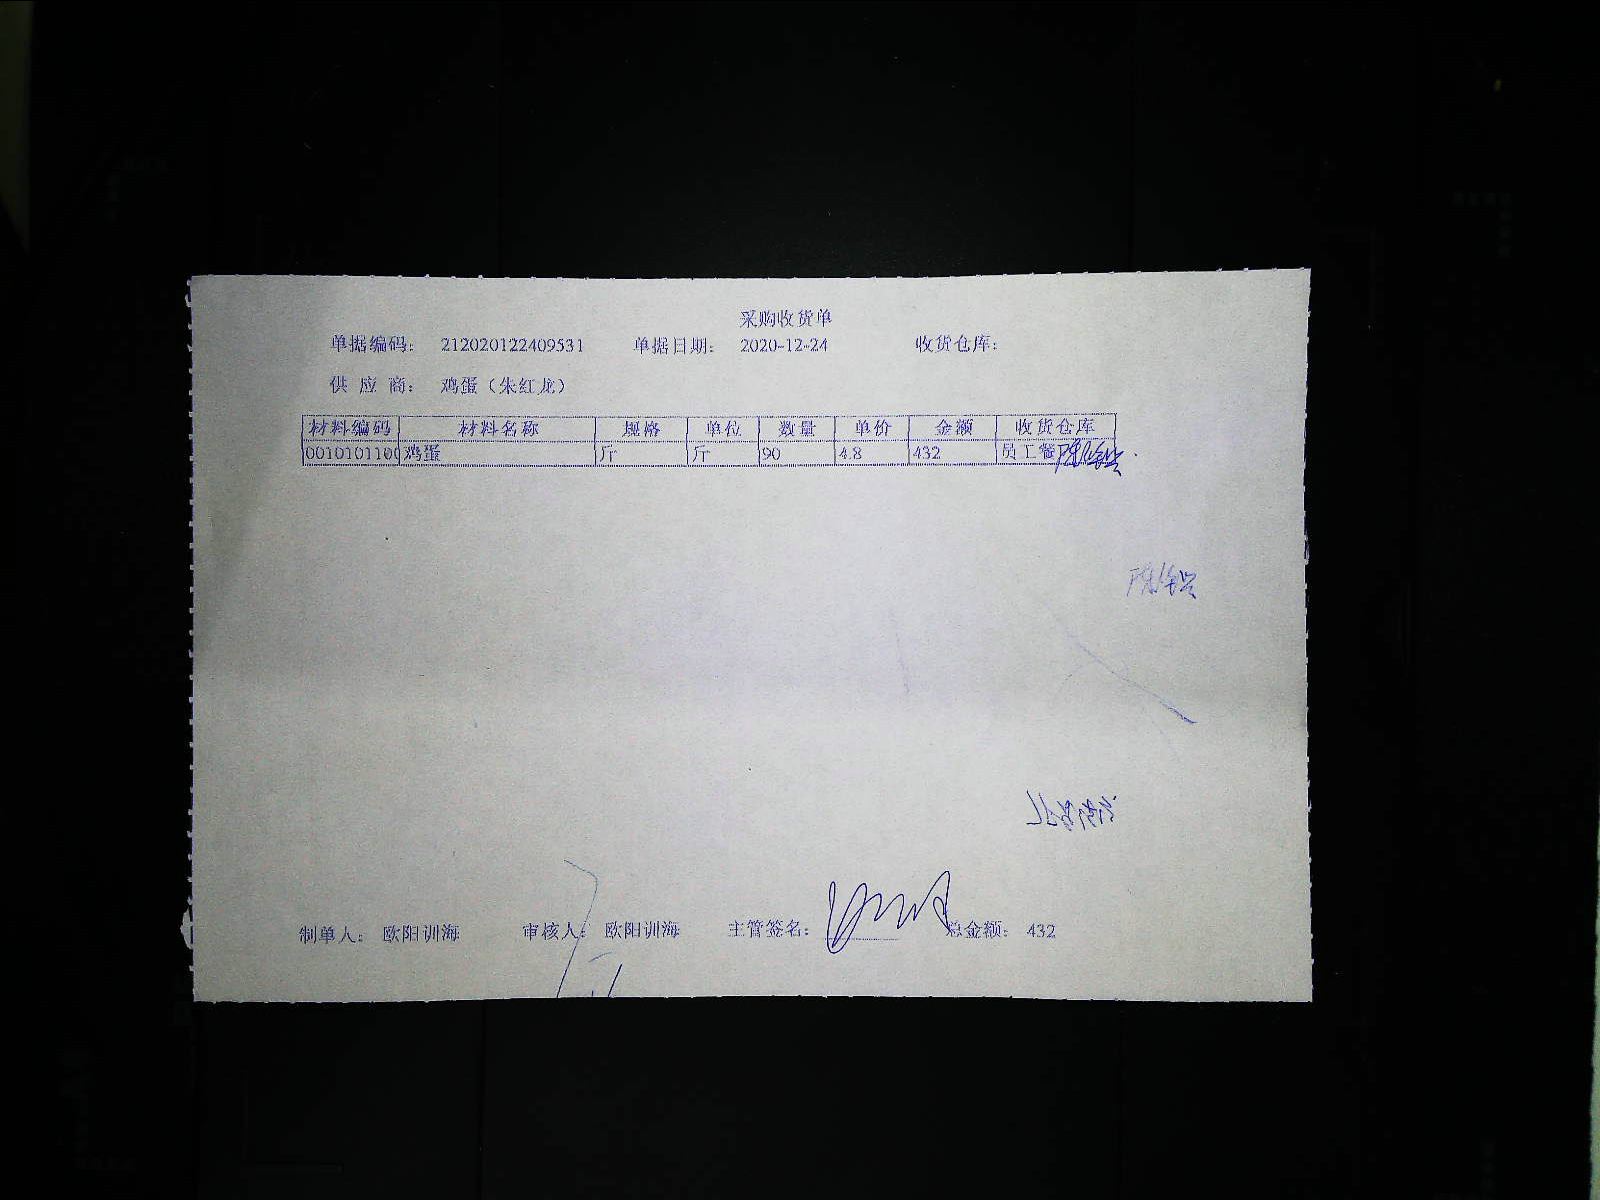 采购收货单
单据编码： 212020122409531 单据日期： 2020-12-24 收货仓库：
供 应 商： 鸡蛋（朱红龙）
材料编码 材料名称 规格 单位 数量 单价 金额 收货仓库
0010101100 鸡蛋 斤 斤 90 4.8 432 员工餐
制单人： 欧阳训海 审核人： 欧阳训海 主管签名： 总金额： 432